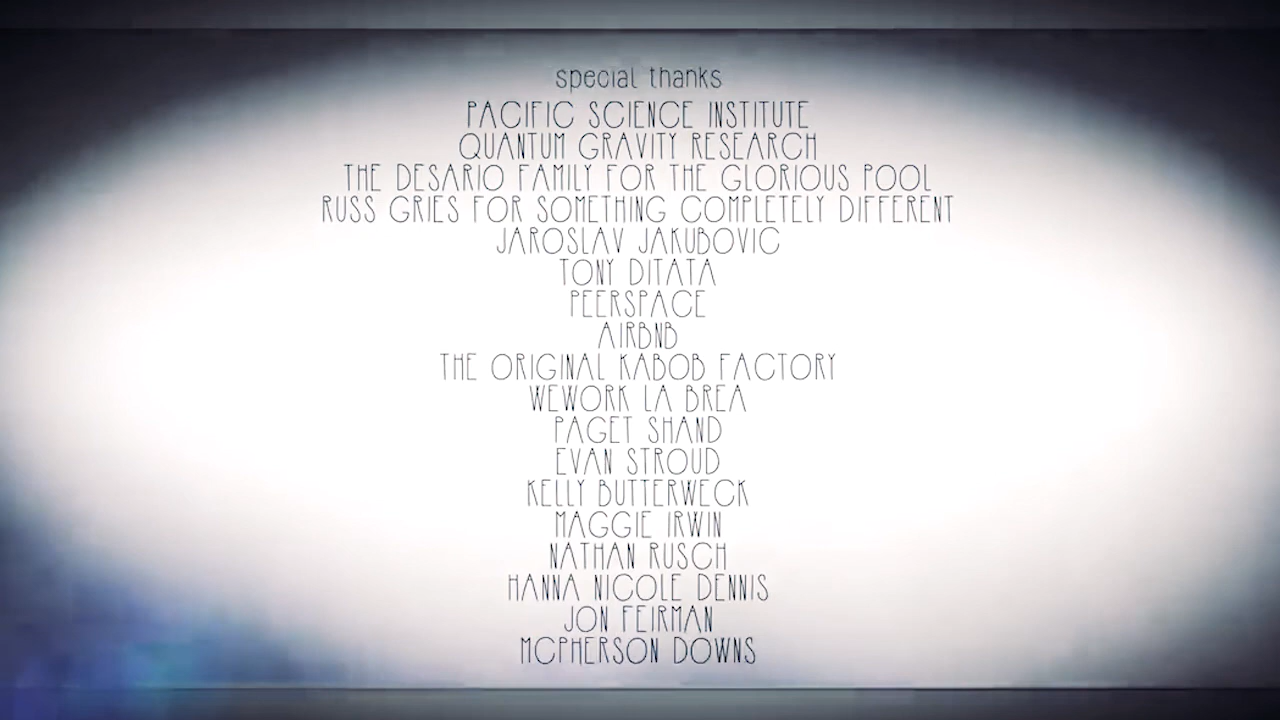 special thanks
PACIFIC SCIENCE INSTITUTE
QUANTUM GRAVITY RESEARCH
THE DESARIO FAMILY FOR THE GLORIOUS POOL
RUSS GRIES FOR SOMETHING COMPLETELY DIFFERENT
JAROSLAV JAKUBOVIC
TONY DITATA
PEERSPACE
AIRBNB
THE ORIGINAL KABOB FACTORY
WEWORK LA BREA
PAGET SHAND
EVAN STROUD
KELLY BUTTERWECK
MAGGIE IRWIN
NATHAN RUSCH
HANNA NICOLE DENNIS
JON FEIRMAN
MCPHERSON DOWNS